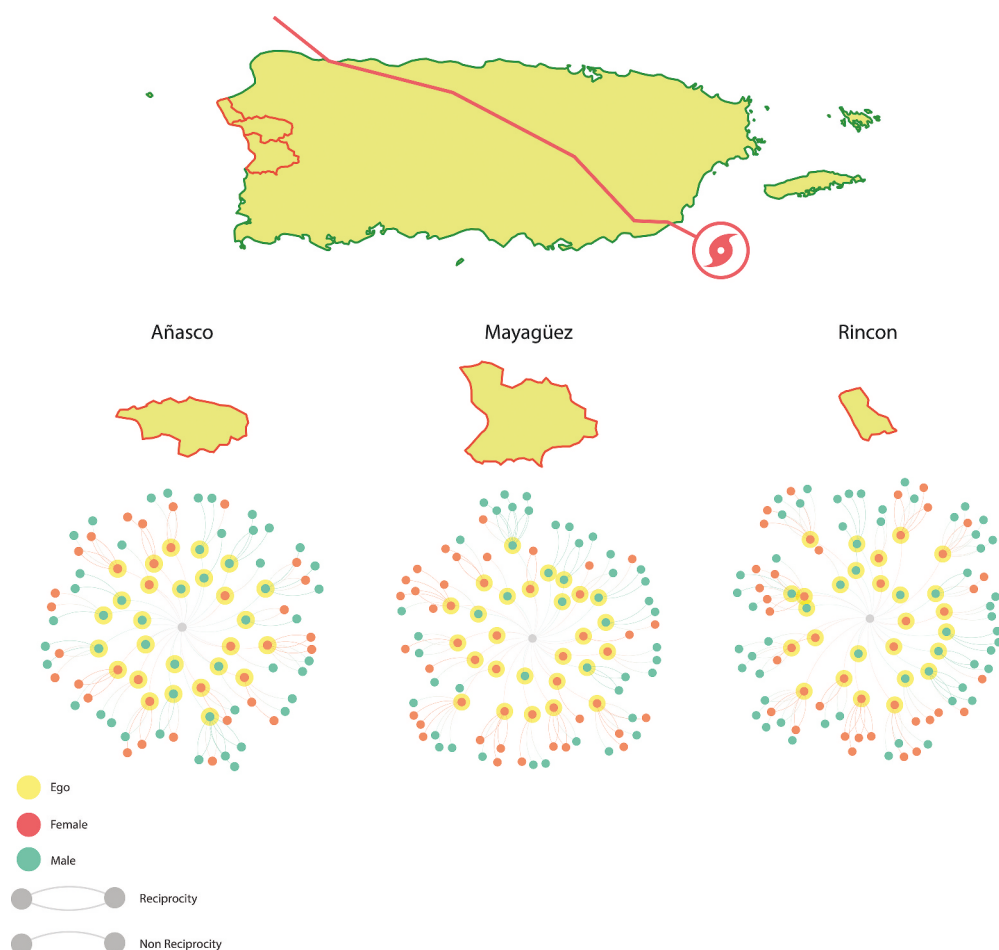 Añasco
Mayagüez
Rincon
Ego
Female
Male
Reciprocity
Non Reciprocity